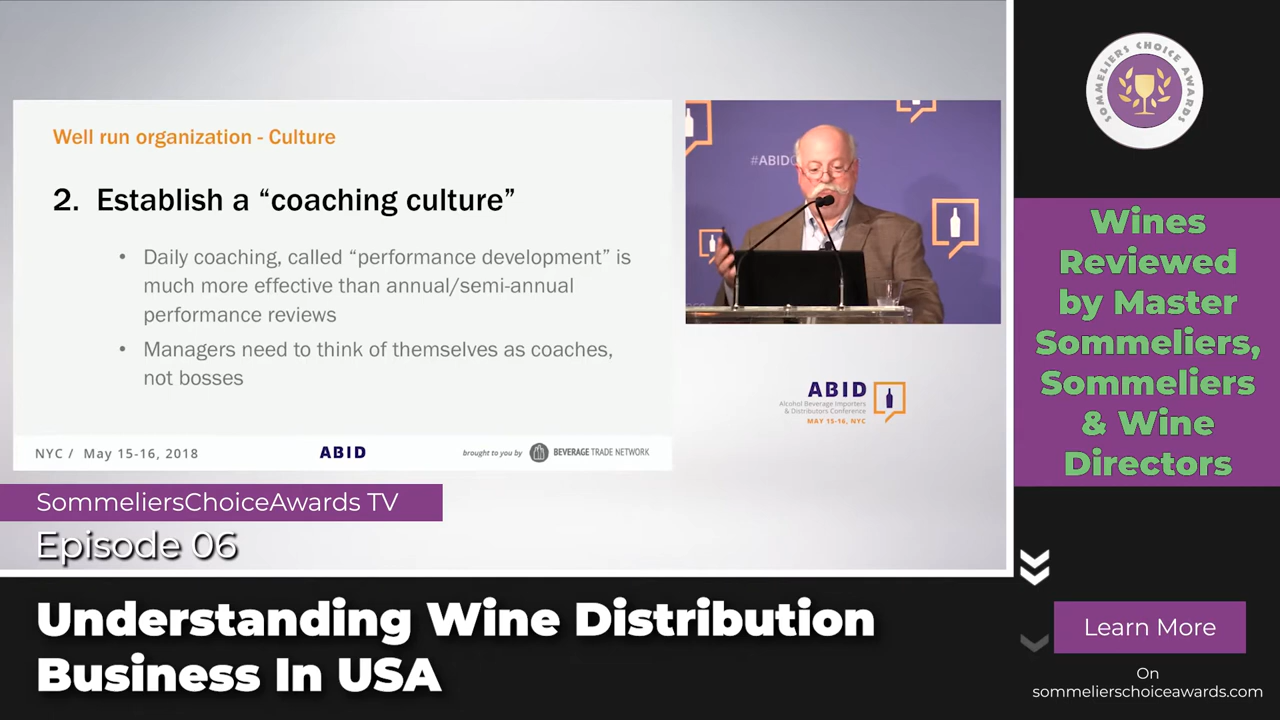 Well run organization - Culture
2. Establish a “coaching culture”
• Daily coaching, called “performance development” is
much more effective than annual/semi-annual
performance reviews
• Managers need to think of themselves as coaches,
not bosses
NYC / May 15-16, 2018
ABID
brought to you by
BEVERAGE TRADE NETWORK
#ABID
ABID
Alcohol Beverage Importers
& Distributors Conference
MAY 15-16, NYC
SommeliersChoiceAwards TV
Episode 06
Understanding Wine Distribution
Business In USA
SOMMELIERS CHOICE AWARDS
Wines
Reviewed
by Master
Sommeliers,
Sommeliers
& Wine
Directors
Learn More
On
sommelierschoiceawards.com